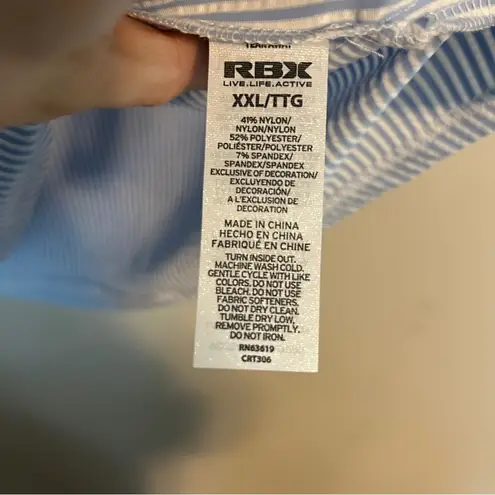 RBX
LIVE.LIFE.ACTIVE
XXL/TTG
41% NYLON/
NYLON/NYLON
52% POLYESTER/
POLIÉSTER/POLYESTER
7% SPANDEX/
SPANDEX/SPANDEX
EXCLUSIVE OF DECORATION/
EXCLUYENDO DE
DECORACIÓN/
A L'EXCLUSION DE
DECORATION
MADE IN CHINA
HECHO EN CHINA
FABRIQUÉ EN CHINE
TURN INSIDE OUT.
MACHINE WASH COLD.
GENTLE CYCLE WITH LIKE
COLORS. DO NOT USE
BLEACH. DO NOT USE
FABRIC SOFTENERS.
DO NOT DRY CLEAN.
TUMBLE DRY LOW,
REMOVE PROMPTLY.
DO NOT IRON.
RN63619
CRT306